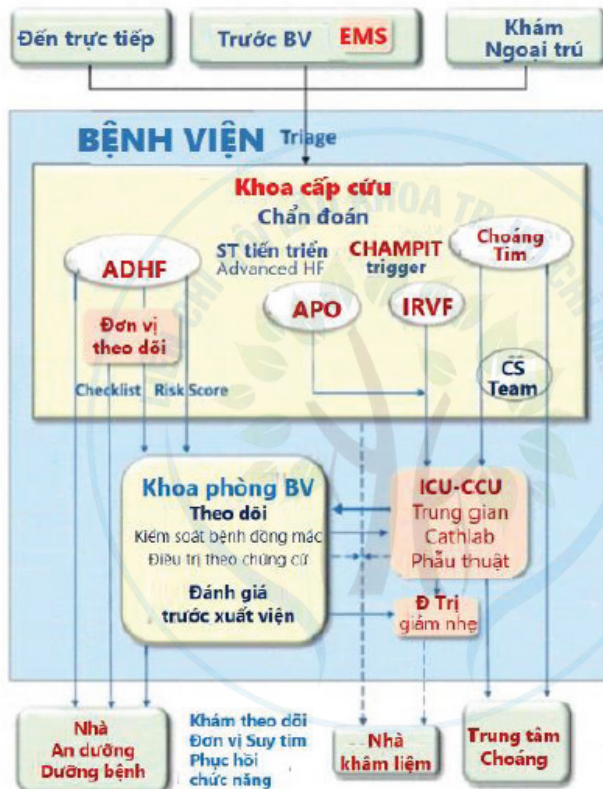 Đến trực tiếp
Trước BV EMS
Khám
Ngoại trú
BỆNH VIỆN Triage
Khoa cấp cứu
Chẩn đoán
ADHF
ST tiến triển
Advanced HF
CHAMPIT
trigger
Choáng
Tim
APO
IRVF
Đơn vị
theo dõi
CS
Team
Checklist
Risk Score
Khoa phòng BV
Theo dõi
Kiểm soát bệnh đồng mắc
Điều trị theo chứng cứ
Đánh giá
trước xuất viện
ICU-CCU
Trung gian
Cathlab
Phẫu thuật
Đ Trị
giảm nhẹ
Nhà
An dưỡng
Dưỡng bệnh
Khám theo dõi
Đơn vị Suy tim
Phục hồi
chức năng
Nhà
khâm liệm
Trung tâm
Choáng